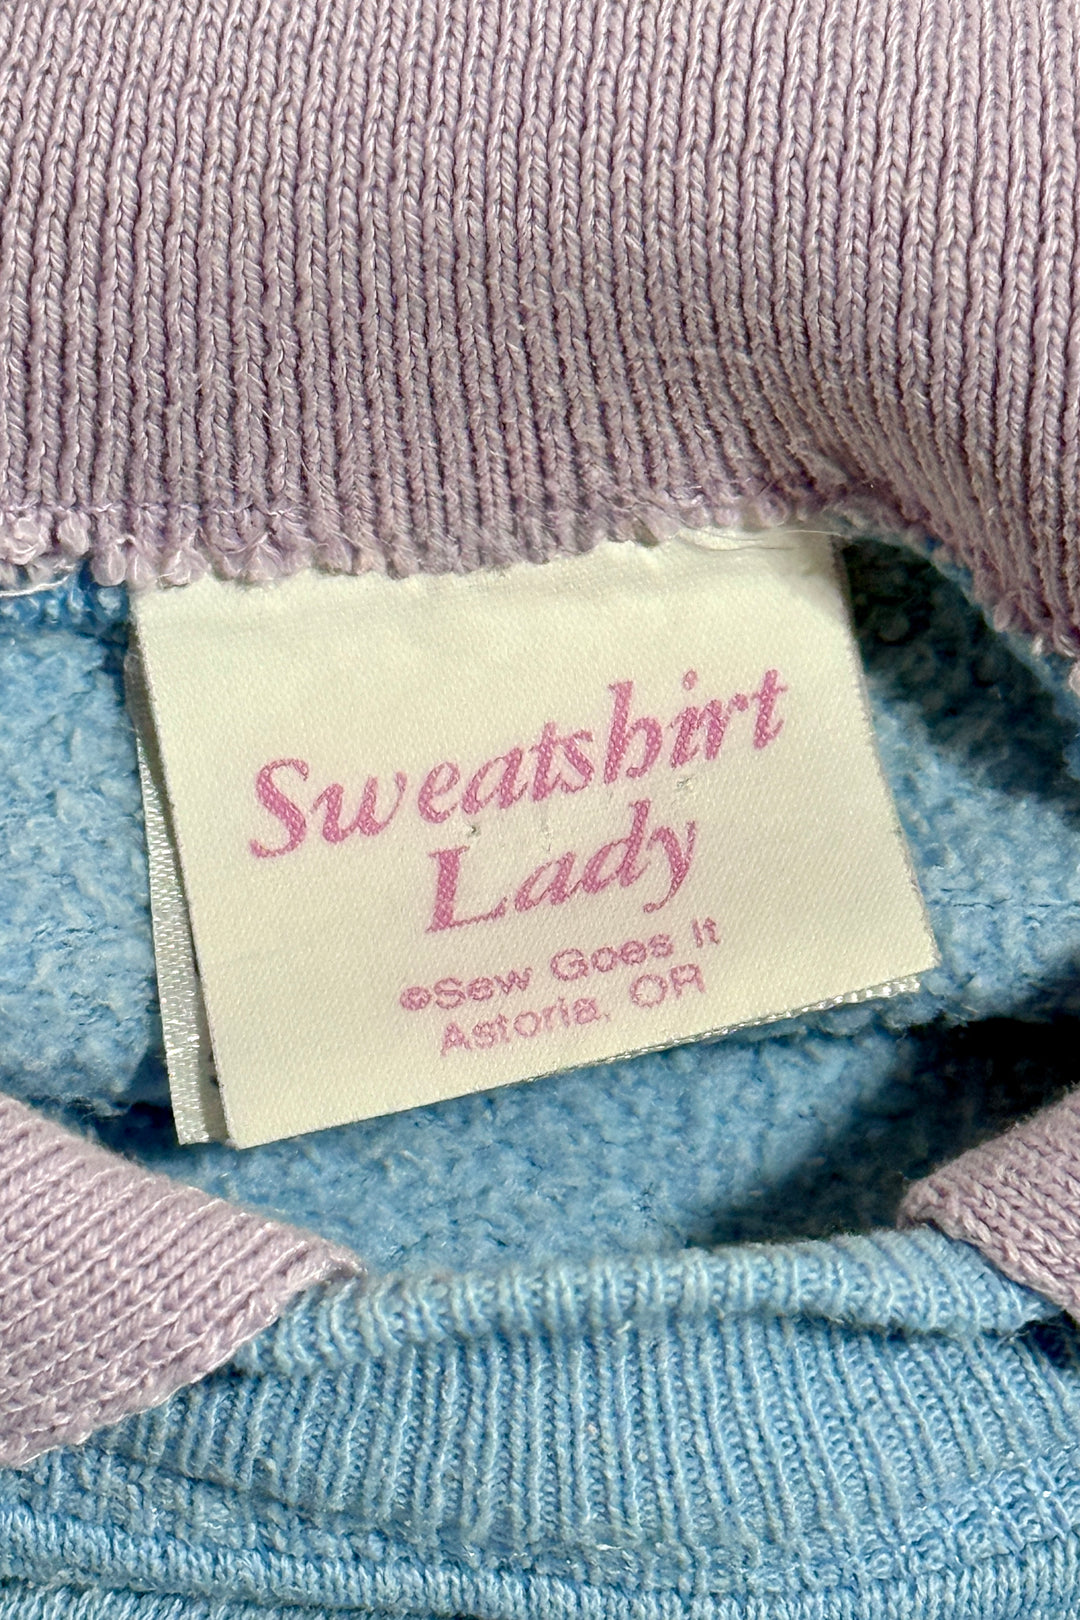 Sweatshirt
Lady
©Sew Goes It
Astoria, OR